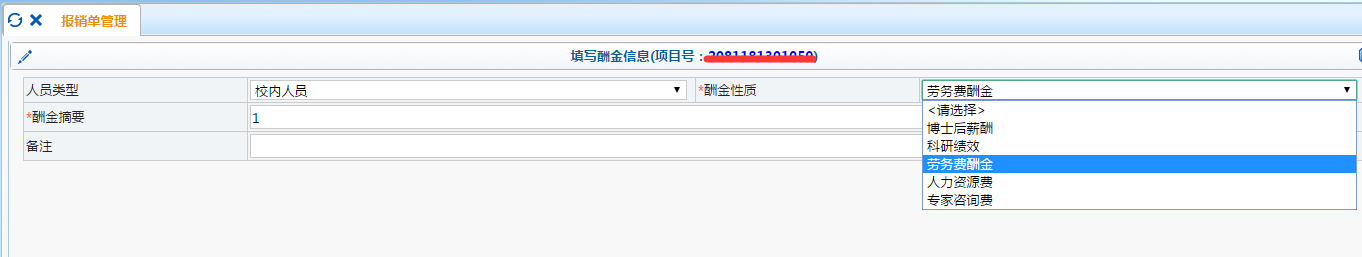 报销单管理
填写酬金信息(项目号：)
人员类型 校内人员 *酬金性质 劳务费酬金
*酬金摘要 1
备注
<请选择>
博士后薪酬
科研绩效
劳务费酬金
人力资源费
专家咨询费